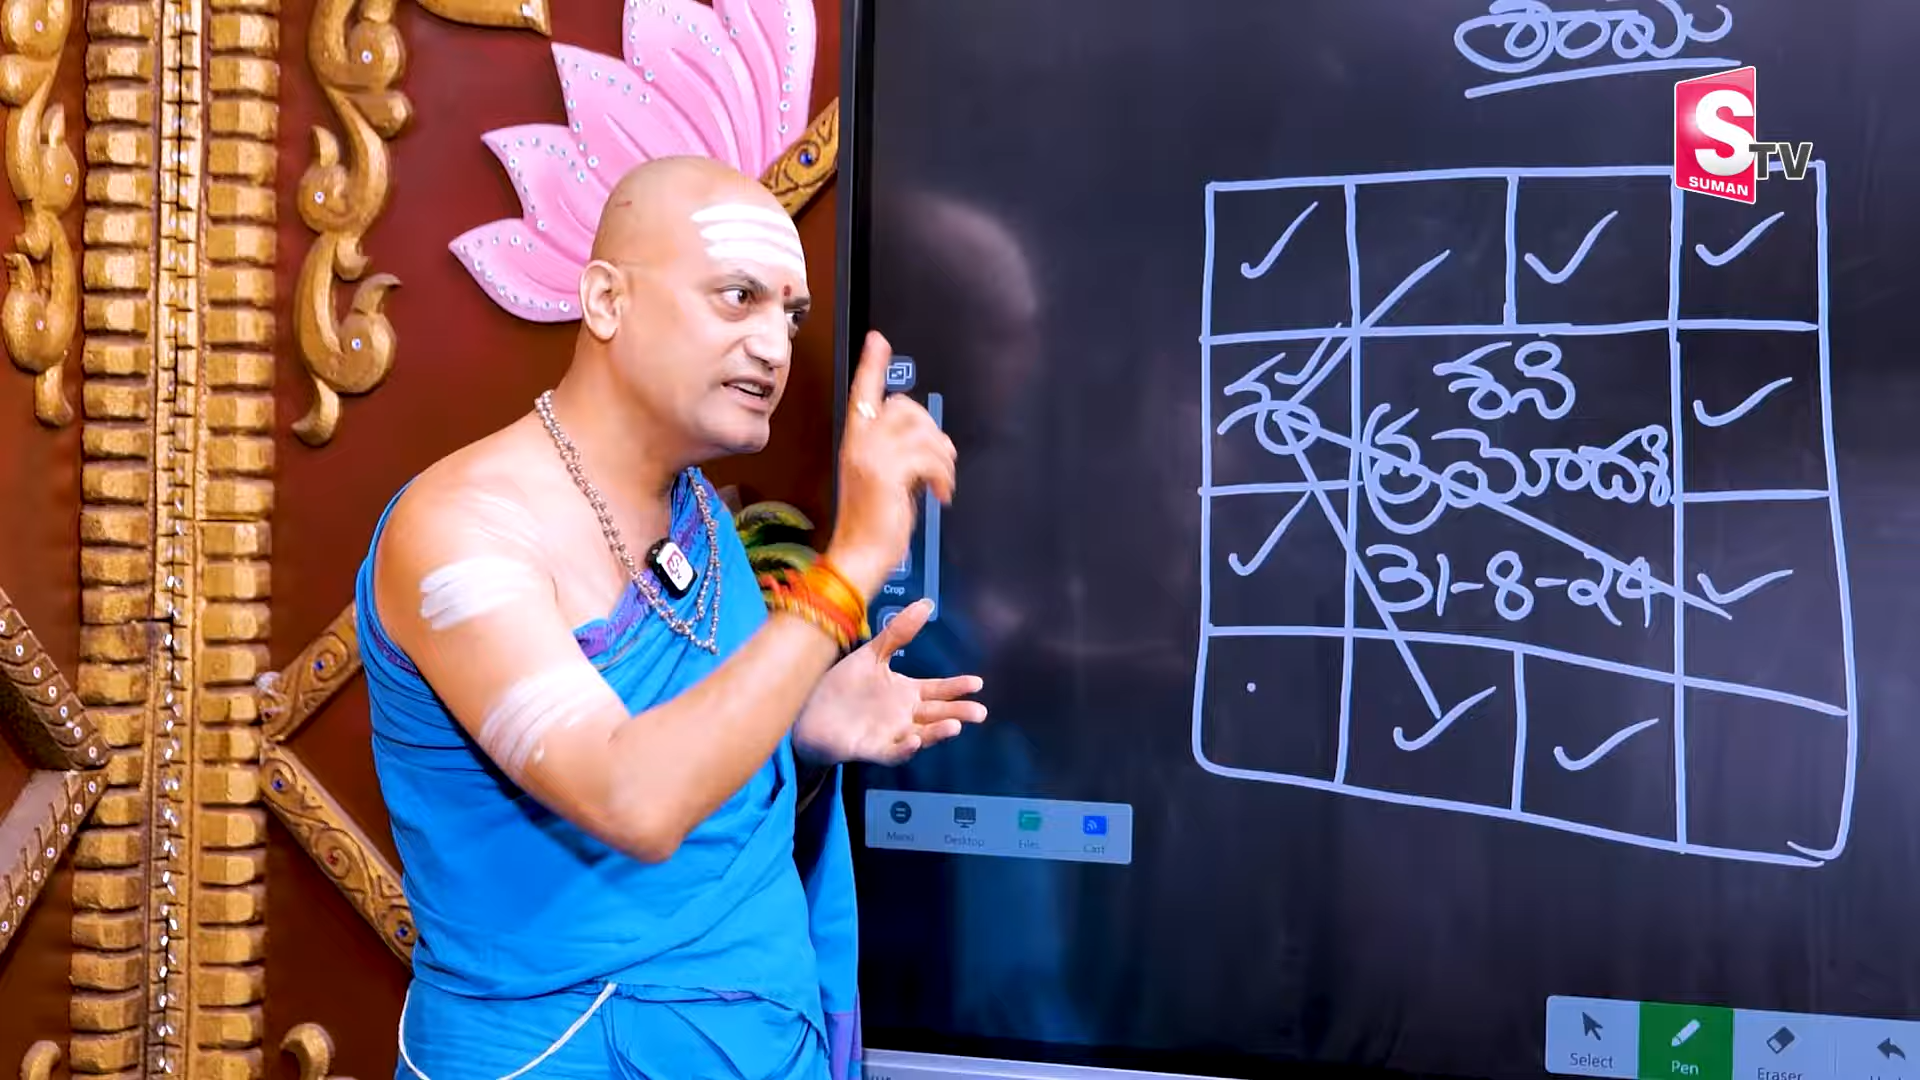 శ్రీరామ
S
TV
SUMAN
శని
శ
త్రయోదశి
31-8-24
Crop
Menu
Desktop
Files
Cast
Select
Pen
Eraser